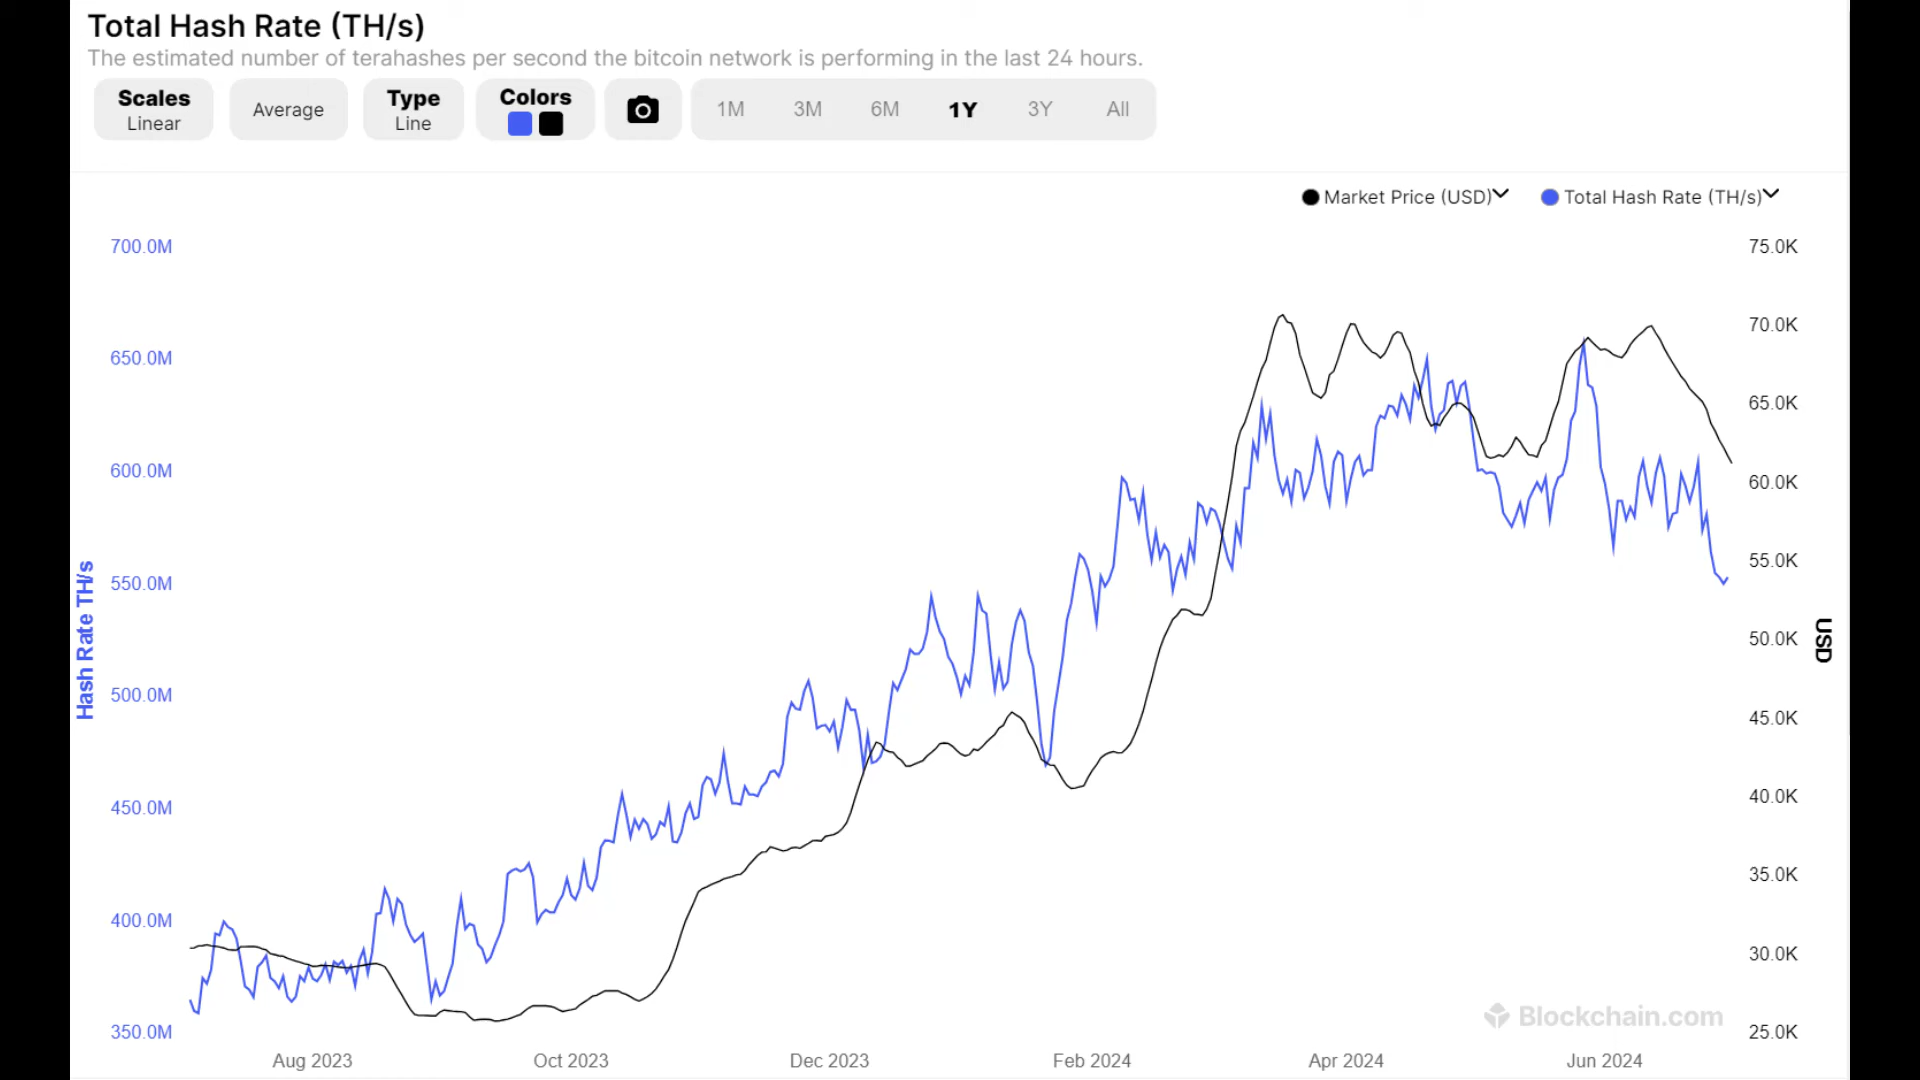 Total Hash Rate (TH/s)
The estimated number of terahashes per second the bitcoin network is performing in the last 24 hours.
Scales
Linear
Average
Type
Line
Colors
1M 3M 6M 1Y 3Y All
Market Price (USD) Total Hash Rate (TH/s)
700.0M
650.0M
600.0M
550.0M
500.0M
450.0M
400.0M
350.0M
Hash Rate TH/s
75.0K
70.0K
65.0K
60.0K
55.0K
50.0K
45.0K
40.0K
35.0K
30.0K
25.0K
USD
Blockchain.com
Aug 2023 Oct 2023 Dec 2023 Feb 2024 Apr 2024 Jun 2024